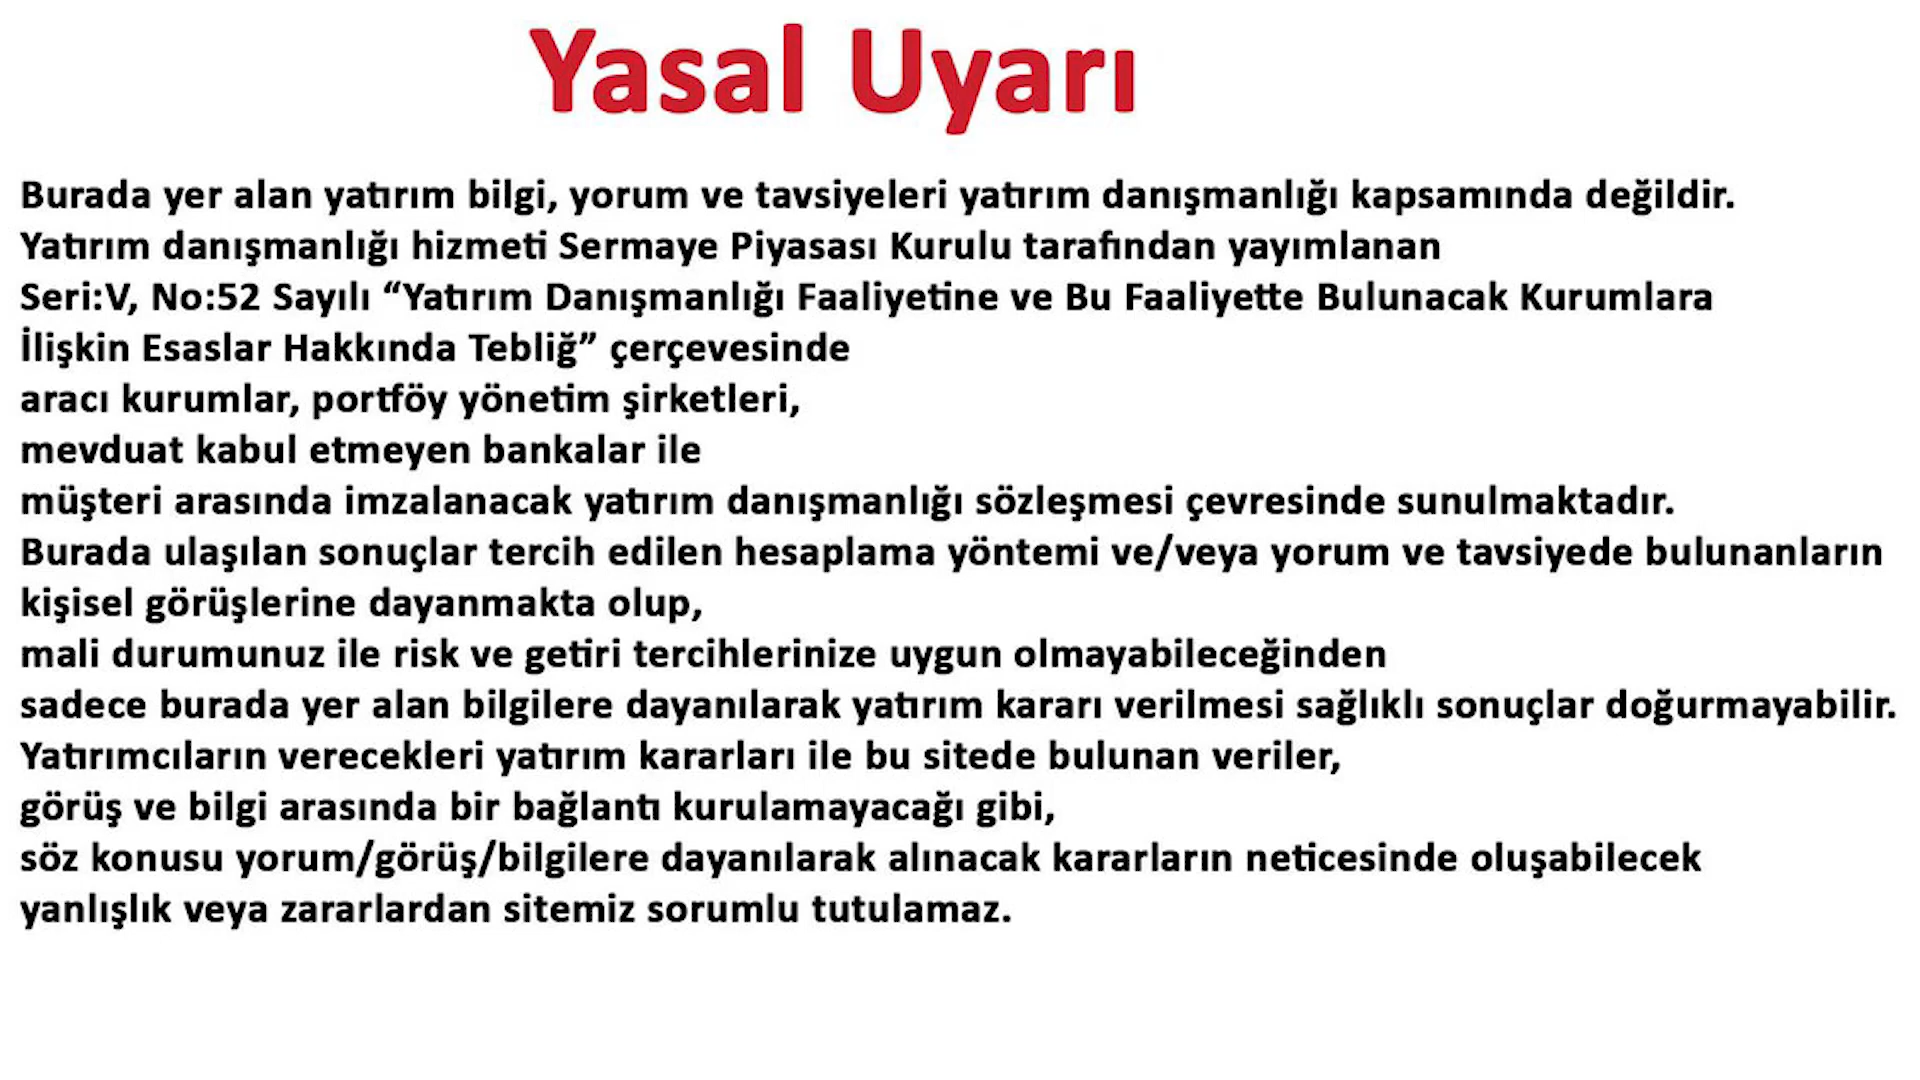 Yasal Uyarı
Burada yer alan yatırım bilgi, yorum ve tavsiyeleri yatırım danışmanlığı kapsamında değildir.
Yatırım danışmanlığı hizmeti Sermaye Piyasası Kurulu tarafından yayımlanan
Seri:V, No:52 Sayılı “Yatırım Danışmanlığı Faaliyetine ve Bu Faaliyette Bulunacak Kurumlara
İlişkin Esaslar Hakkında Tebliğ” çerçevesinde
aracı kurumlar, portföy yönetim şirketleri,
mevduat kabul etmeyen bankalar ile
müşteri arasında imzalanacak yatırım danışmanlığı sözleşmesi çevresinde sunulmaktadır.
Burada ulaşılan sonuçlar tercih edilen hesaplama yöntemi ve/veya yorum ve tavsiyede bulunanların
kişisel görüşlerine dayanmakta olup,
mali durumunuz ile risk ve getiri tercihlerinize uygun olmayabileceğinden
sadece burada yer alan bilgilere dayanılarak yatırım kararı verilmesi sağlıklı sonuçlar doğurmayabilir.
Yatırımcıların verecekleri yatırım kararları ile bu sitede bulunan veriler,
görüş ve bilgi arasında bir bağlantı kurulamayacağı gibi,
söz konusu yorum/görüş/bilgilere dayanılarak alınacak kararların neticesinde oluşabilecek
yanlışlık veya zararlardan sitemiz sorumlu tutulamaz.